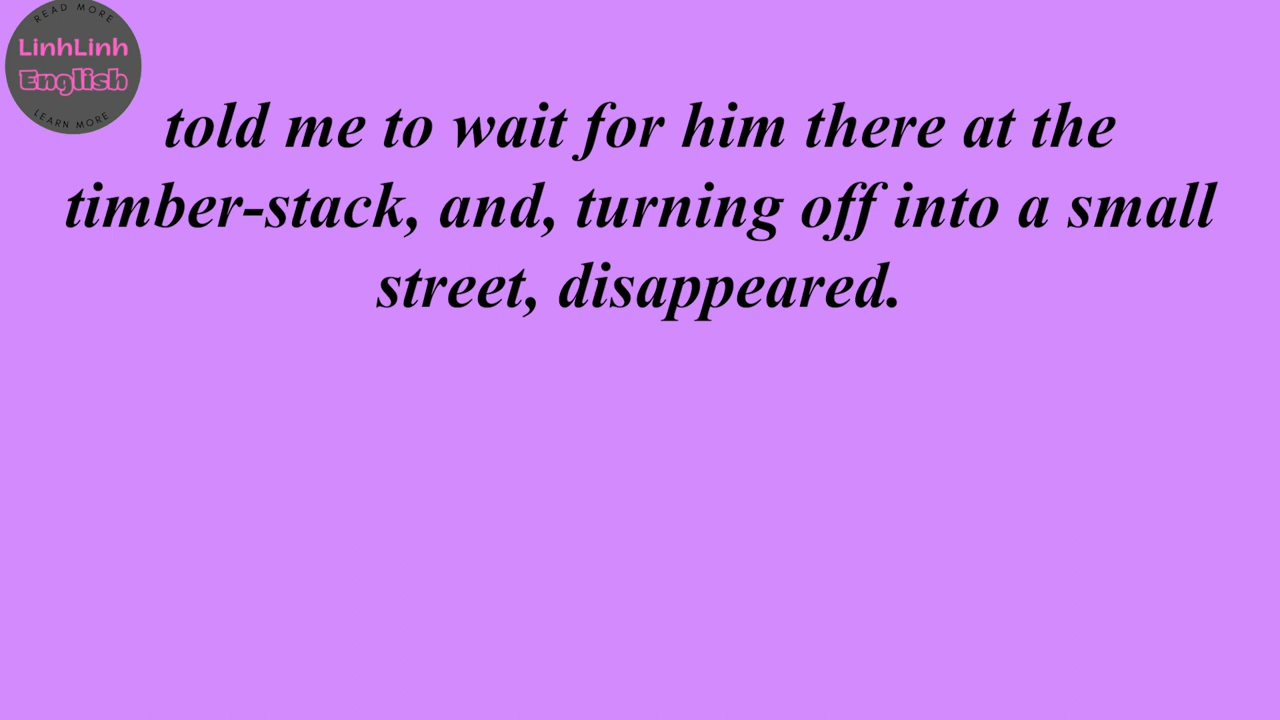 READ MORE
LinhLinh
English
LEARN MORE
told me to wait for him there at the
timber-stack, and, turning off into a small
street, disappeared.